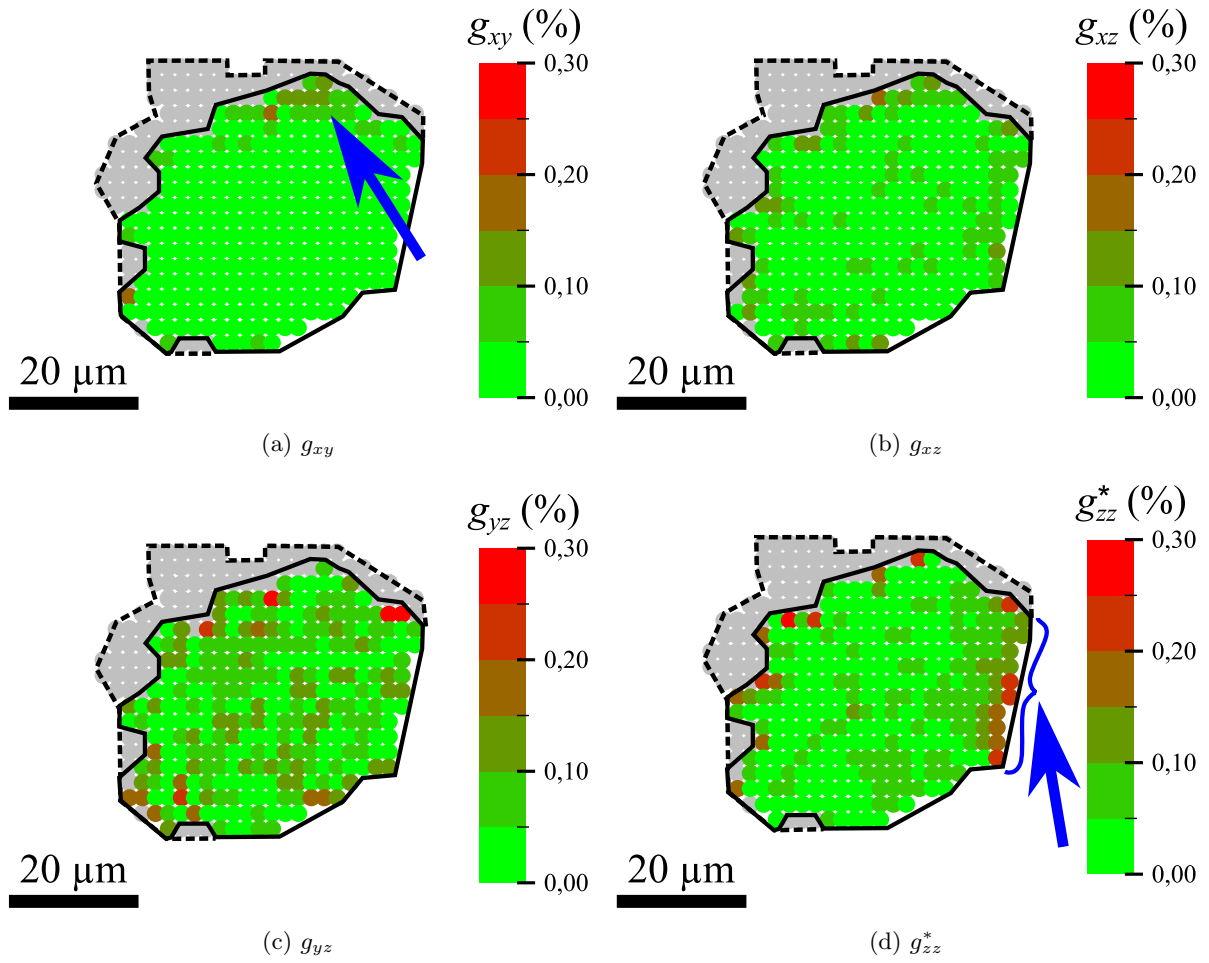 g_xy (%)
0,30
0,20
0,10
0,00
20 µm
(a) g_xy
g_xz (%)
0,30
0,20
0,10
0,00
20 µm
(b) g_xz
g_yz (%)
0,30
0,20
0,10
0,00
20 µm
(c) g_yz
g*_zz (%)
0,30
0,20
0,10
0,00
20 µm
(d) g*_zz